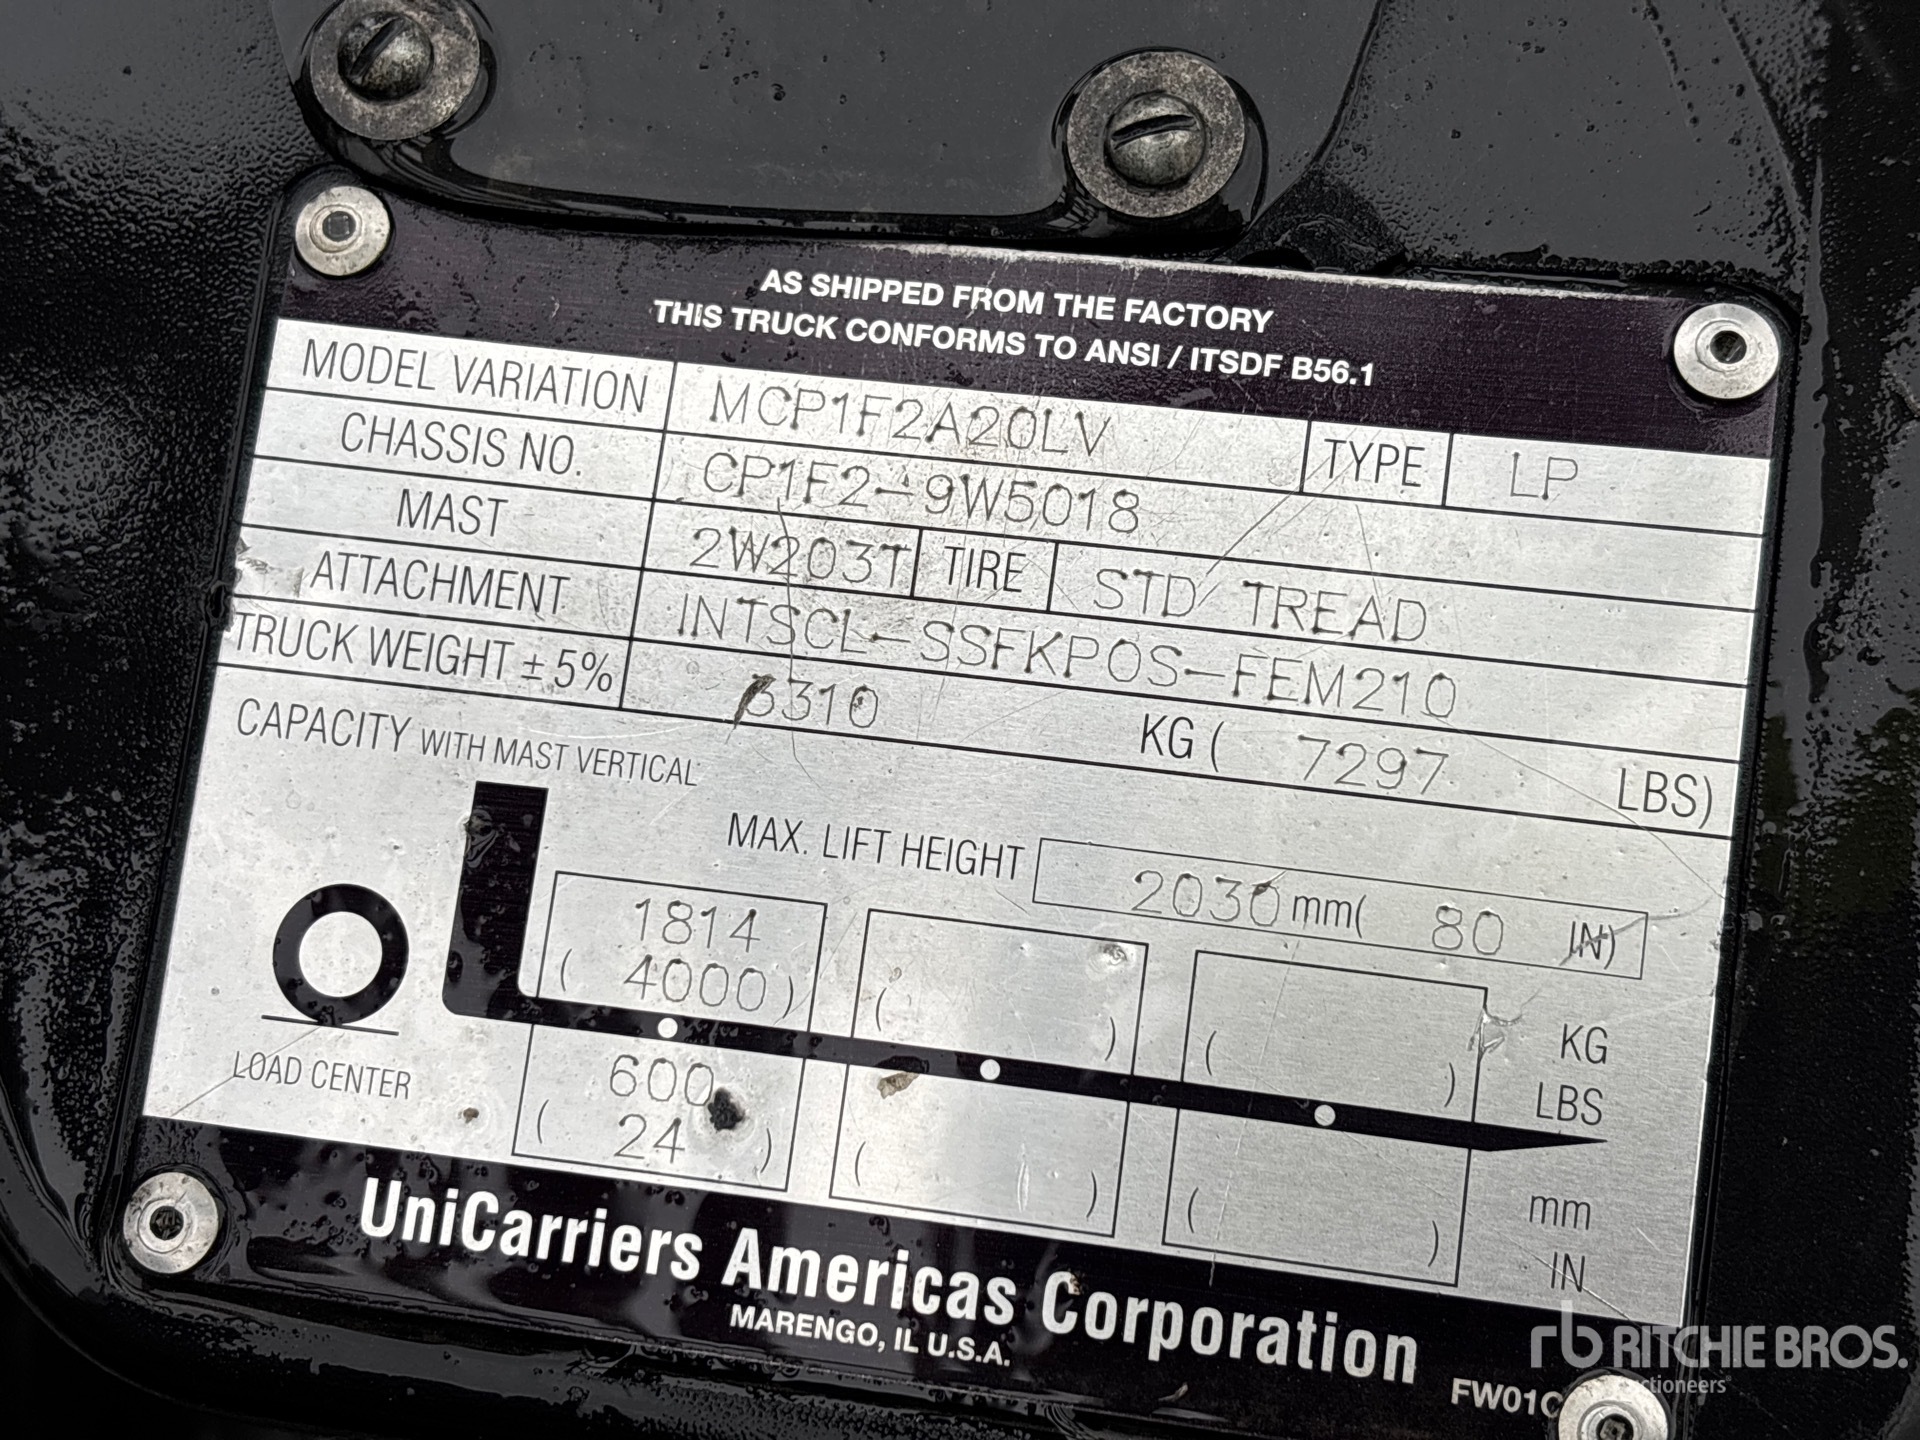 AS SHIPPED FROM THE FACTORY
THIS TRUCK CONFORMS TO ANSI / ITSDF B56.1
MODEL VARIATION MCP1F2A20LV TYPE LP
CHASSIS NO. CP1F2-9W5018
MAST 2W203T TIRE STD TREAD
ATTACHMENT INTSCL-SSFKPOS-FEM210
TRUCK WEIGHT ±5% 3310 KG ( 7297 LBS)
CAPACITY WITH MAST VERTICAL
MAX. LIFT HEIGHT 2030 mm( 80 IN)
1814 KG
( 4000 ) ( ) ( ) LBS
LOAD CENTER 600 mm
( 24 ) ( ) ( ) IN
UniCarriers Americas Corporation
MARENGO, IL U.S.A.
FW01C
rb RITCHIE BROS.
Auctioneers